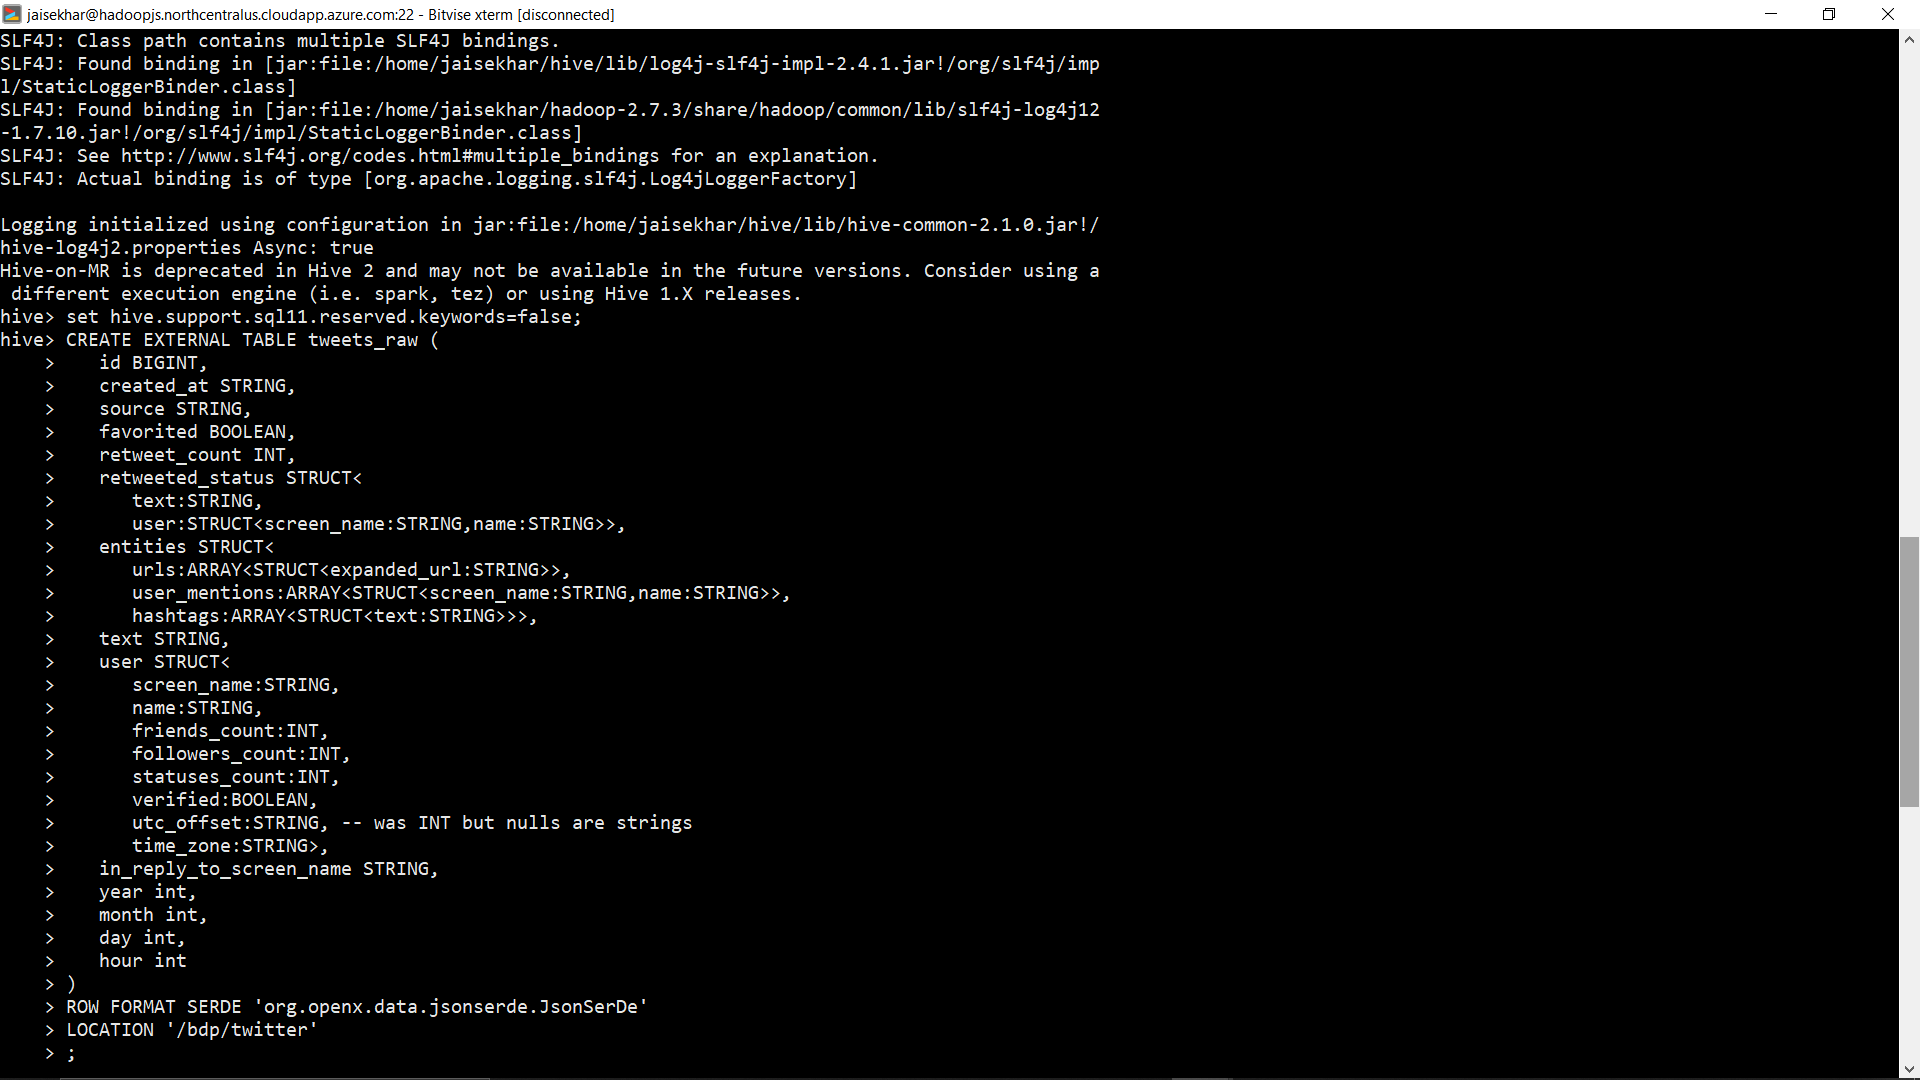 jaisekhar@hadoopjs.northcentralus.cloudapp.azure.com:22 - Bitvise xterm [disconnected]
SLF4J: Class path contains multiple SLF4J bindings.
SLF4J: Found binding in [jar:file:/home/jaisekhar/hive/lib/log4j-slf4j-impl-2.4.1.jar!/org/slf4j/imp
l/StaticLoggerBinder.class]
SLF4J: Found binding in [jar:file:/home/jaisekhar/hadoop-2.7.3/share/hadoop/common/lib/slf4j-log4j12
-1.7.10.jar!/org/slf4j/impl/StaticLoggerBinder.class]
SLF4J: See http://www.slf4j.org/codes.html#multiple_bindings for an explanation.
SLF4J: Actual binding is of type [org.apache.logging.slf4j.Log4jLoggerFactory]

Logging initialized using configuration in jar:file:/home/jaisekhar/hive/lib/hive-common-2.1.0.jar!/
hive-log4j2.properties Async: true
Hive-on-MR is deprecated in Hive 2 and may not be available in the future versions. Consider using a
 different execution engine (i.e. spark, tez) or using Hive 1.X releases.
hive> set hive.support.sql11.reserved.keywords=false;
hive> CREATE EXTERNAL TABLE tweets_raw (
    >    id BIGINT,
    >    created_at STRING,
    >    source STRING,
    >    favorited BOOLEAN,
    >    retweet_count INT,
    >    retweeted_status STRUCT<
    >       text:STRING,
    >       user:STRUCT<screen_name:STRING,name:STRING>>,
    >    entities STRUCT<
    >       urls:ARRAY<STRUCT<expanded_url:STRING>>,
    >       user_mentions:ARRAY<STRUCT<screen_name:STRING,name:STRING>>,
    >       hashtags:ARRAY<STRUCT<text:STRING>>>,
    >    text STRING,
    >    user STRUCT<
    >       screen_name:STRING,
    >       name:STRING,
    >       friends_count:INT,
    >       followers_count:INT,
    >       statuses_count:INT,
    >       verified:BOOLEAN,
    >       utc_offset:STRING, -- was INT but nulls are strings
    >       time_zone:STRING>,
    >    in_reply_to_screen_name STRING,
    >    year int,
    >    month int,
    >    day int,
    >    hour int
    > )
    > ROW FORMAT SERDE 'org.openx.data.jsonserde.JsonSerDe'
    > LOCATION '/bdp/twitter'
    > ;